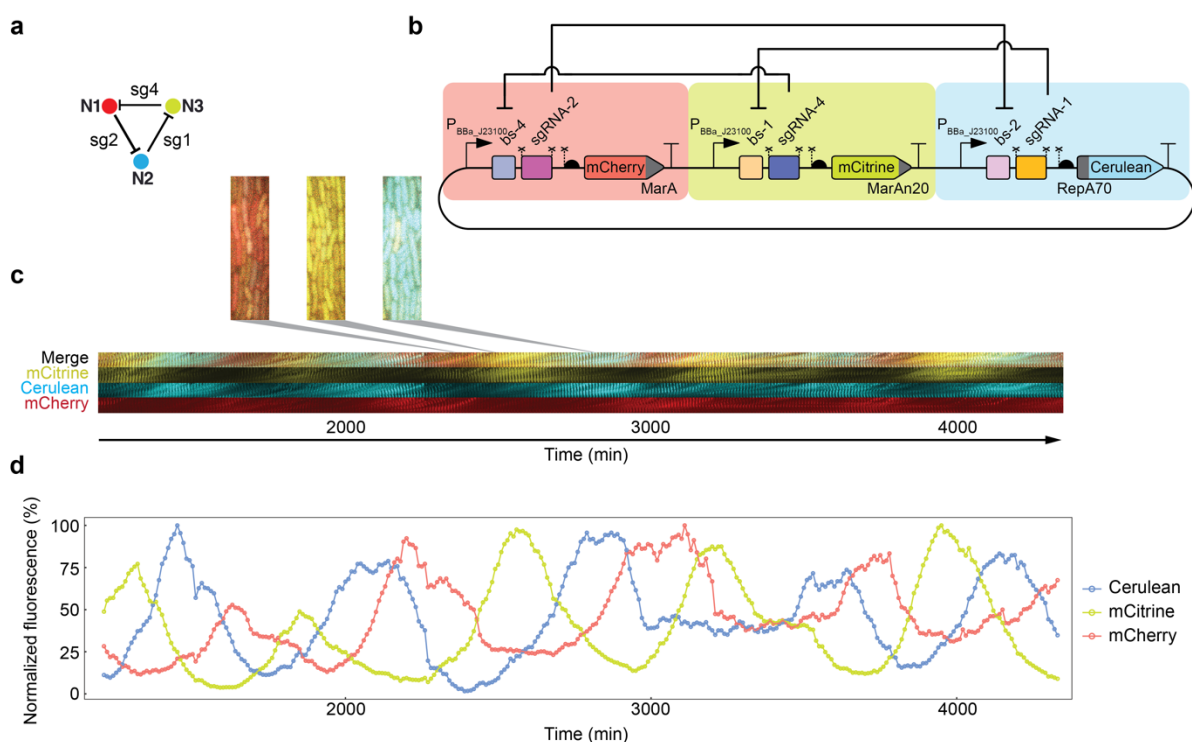 a
N1
sg4
N3
sg2
sg1
N2
b
P BBa_J23100
bs-4
sgRNA-2
mCherry
MarA
P BBa_J23100
bs-1
sgRNA-4
mCitrine
MarAn20
P BBa_J23100
bs-2
sgRNA-1
RepA70
Cerulean
c
Merge
mCitrine
Cerulean
mCherry
2000 3000 4000
Time (min)
d
Normalized fluorescence (%)
100
75
50
25
0
2000 3000 4000
Time (min)
Cerulean
mCitrine
mCherry